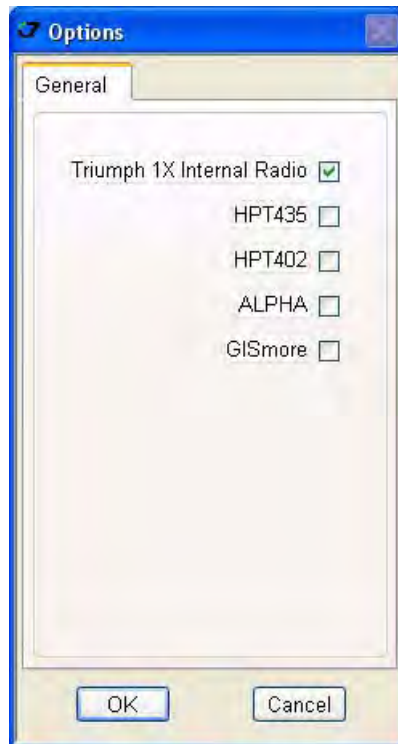 Options
General
Triumph 1X Internal Radio
HPT435
HPT402
ALPHA
GISmore
OK
Cancel